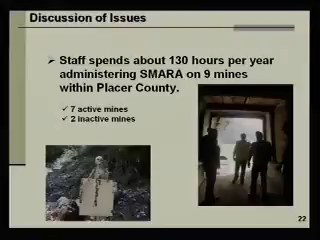 Discussion of Issues
Staff spends about 130 hours per year
administering SMARA on 9 mines
within Placer County.
7 active mines
2 inactive mines
22